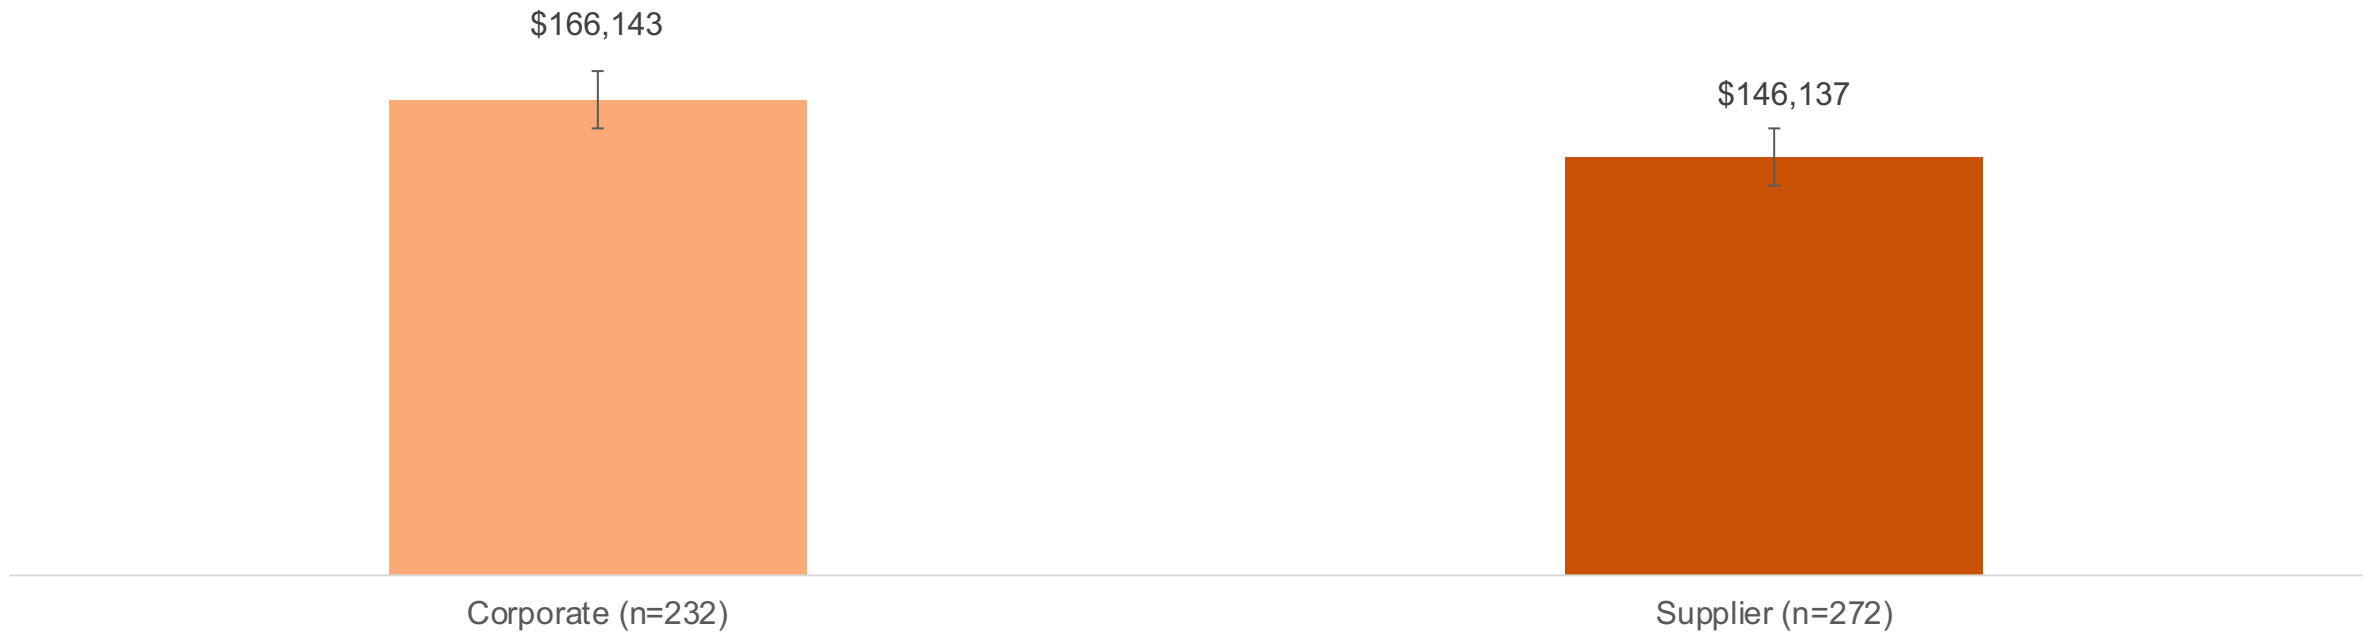 $166,143
$146,137
Corporate (n=232)
Supplier (n=272)